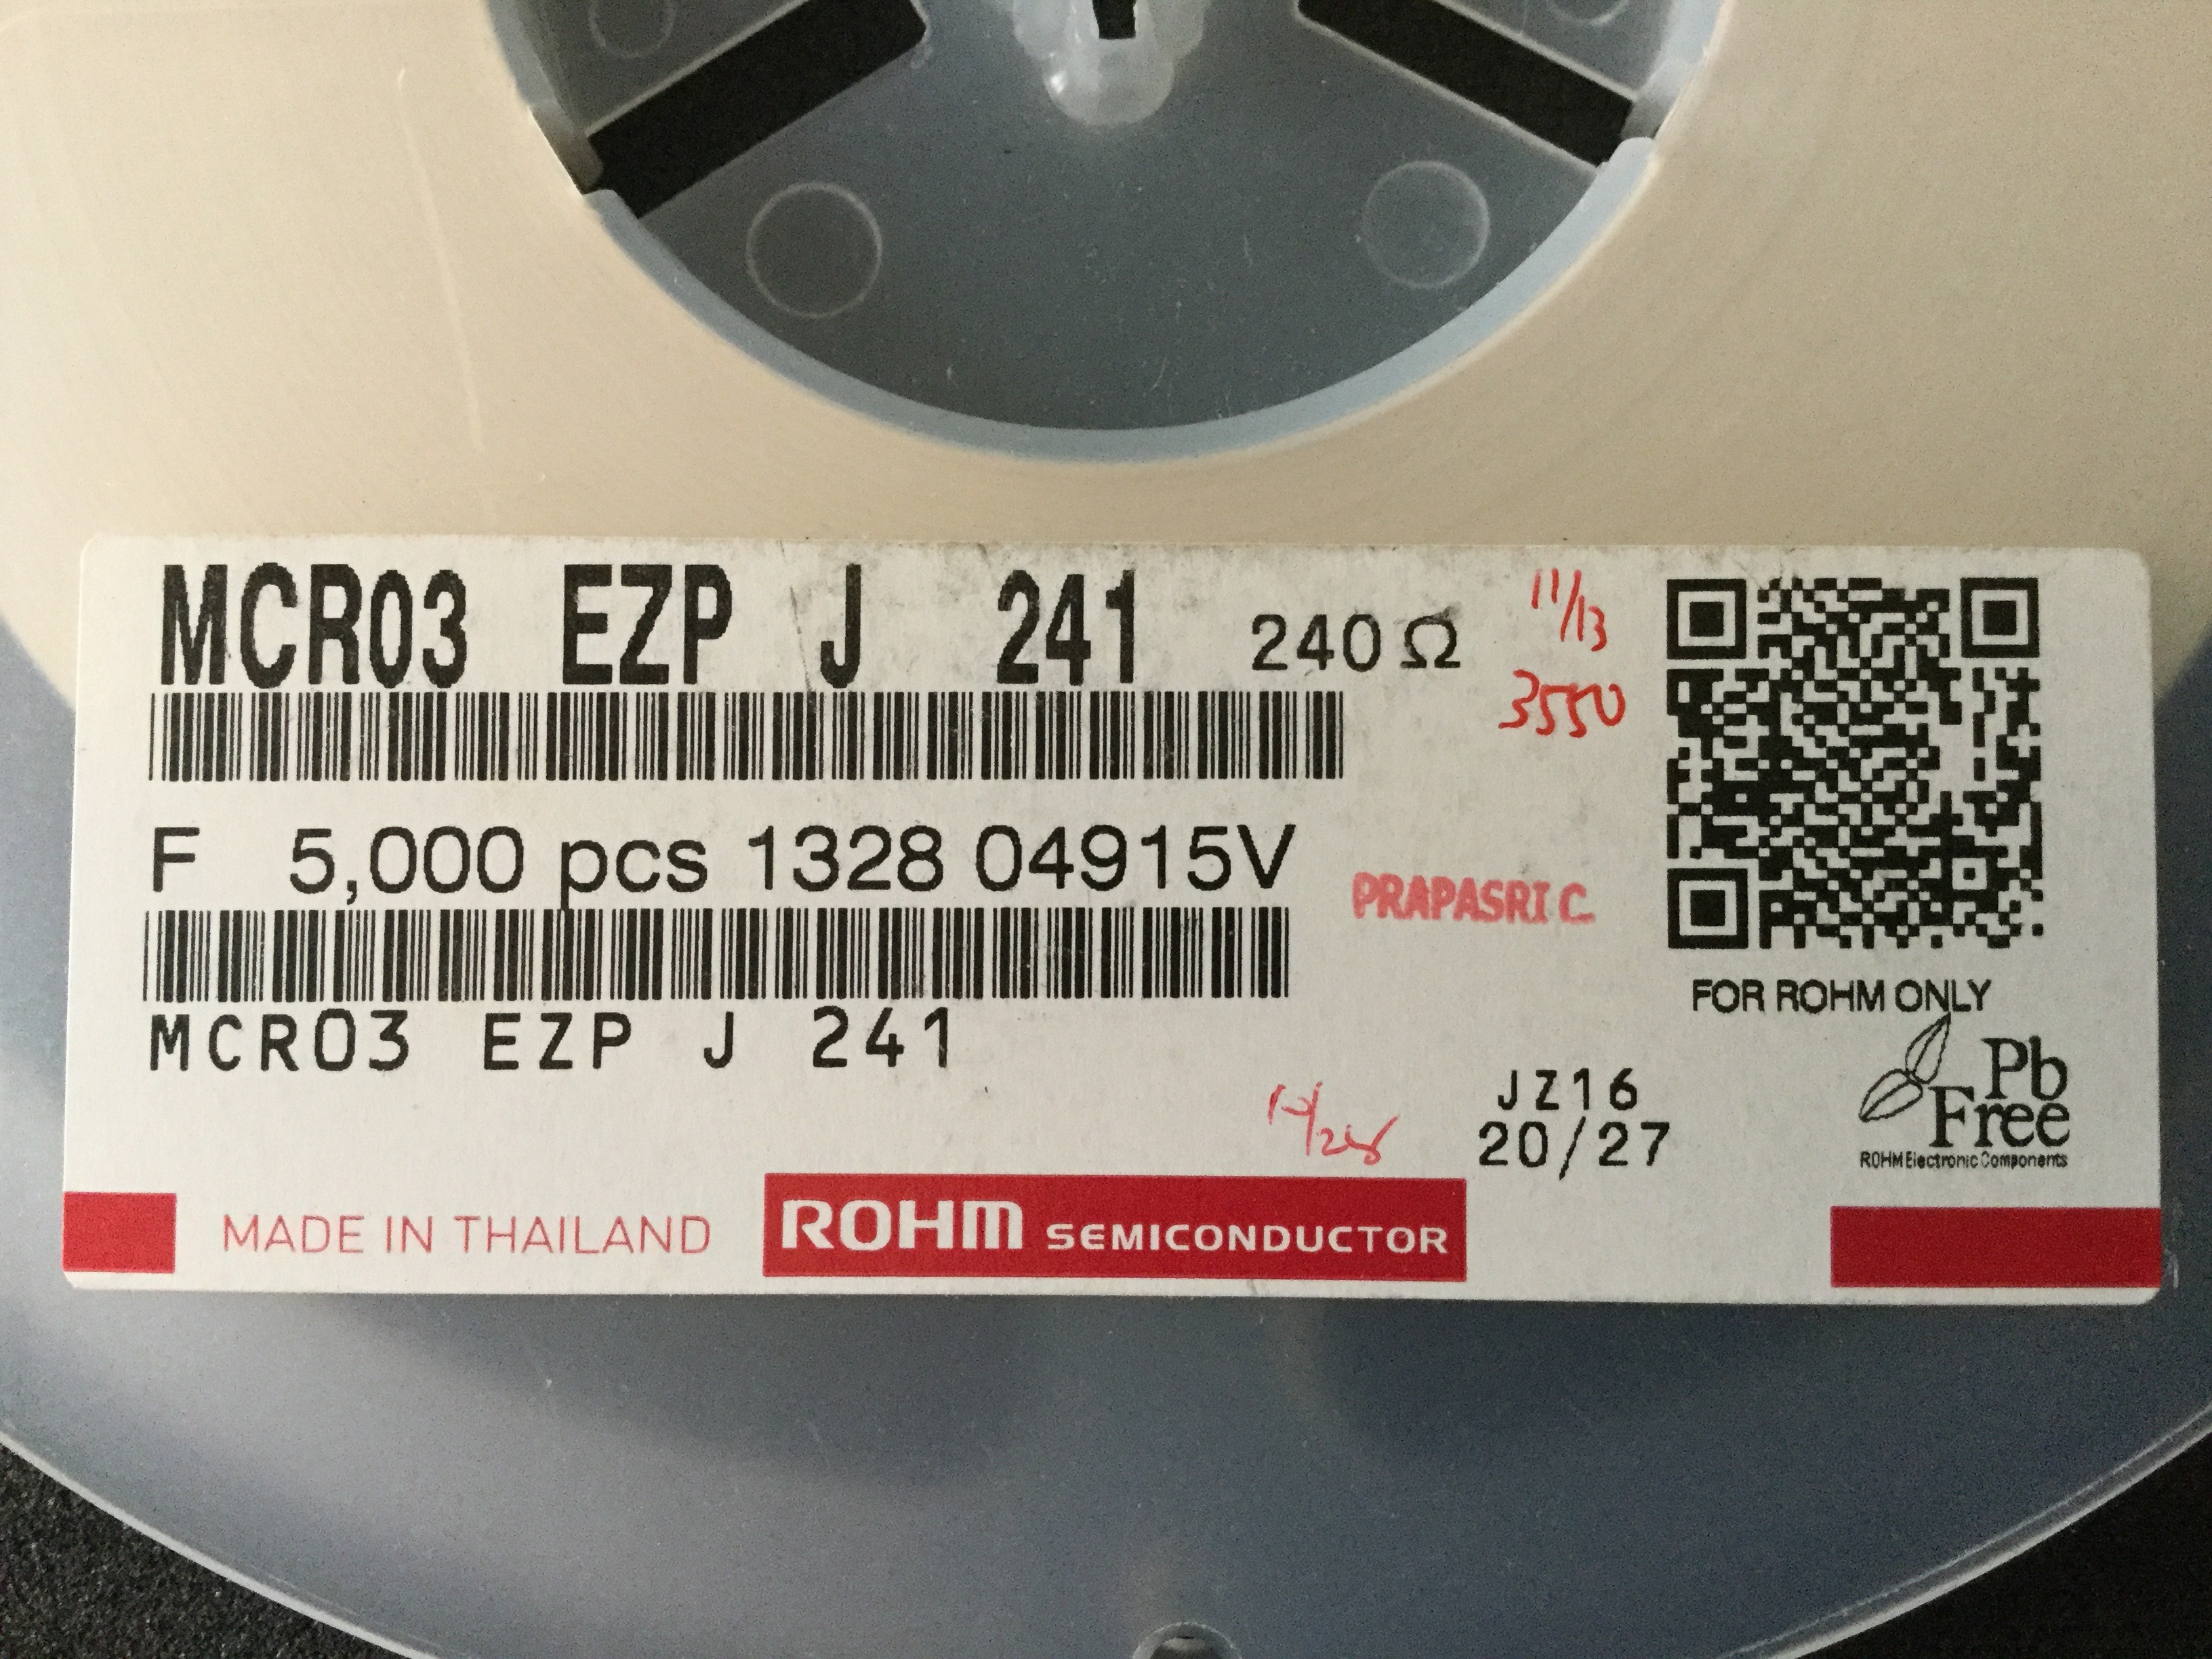 MCR03 EZP J 241 240Ω
11/13
3550
F 5,000 pcs 1328 04915V
PRAPASRI C
FOR ROHM ONLY
MCR03 EZP J 241
JZ16
20/27
Pb
Free
ROHM Electronic Components
MADE IN THAILAND
ROHM SEMICONDUCTOR